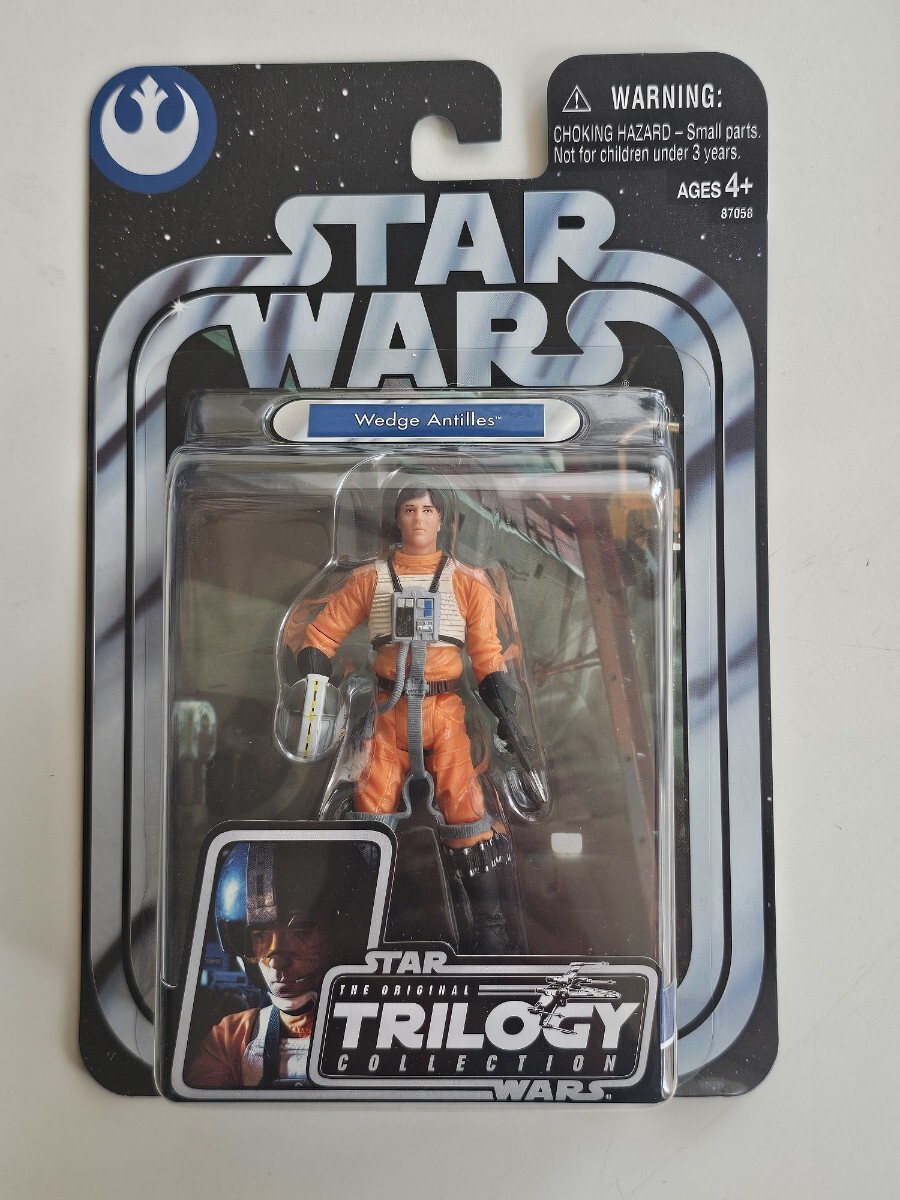 WARNING:
CHOKING HAZARD – Small parts.
Not for children under 3 years.
AGES 4+
87058
STAR
WARS®
Wedge Antilles™
STAR
THE ORIGINAL
TRILOGY
COLLECTION
WARS®